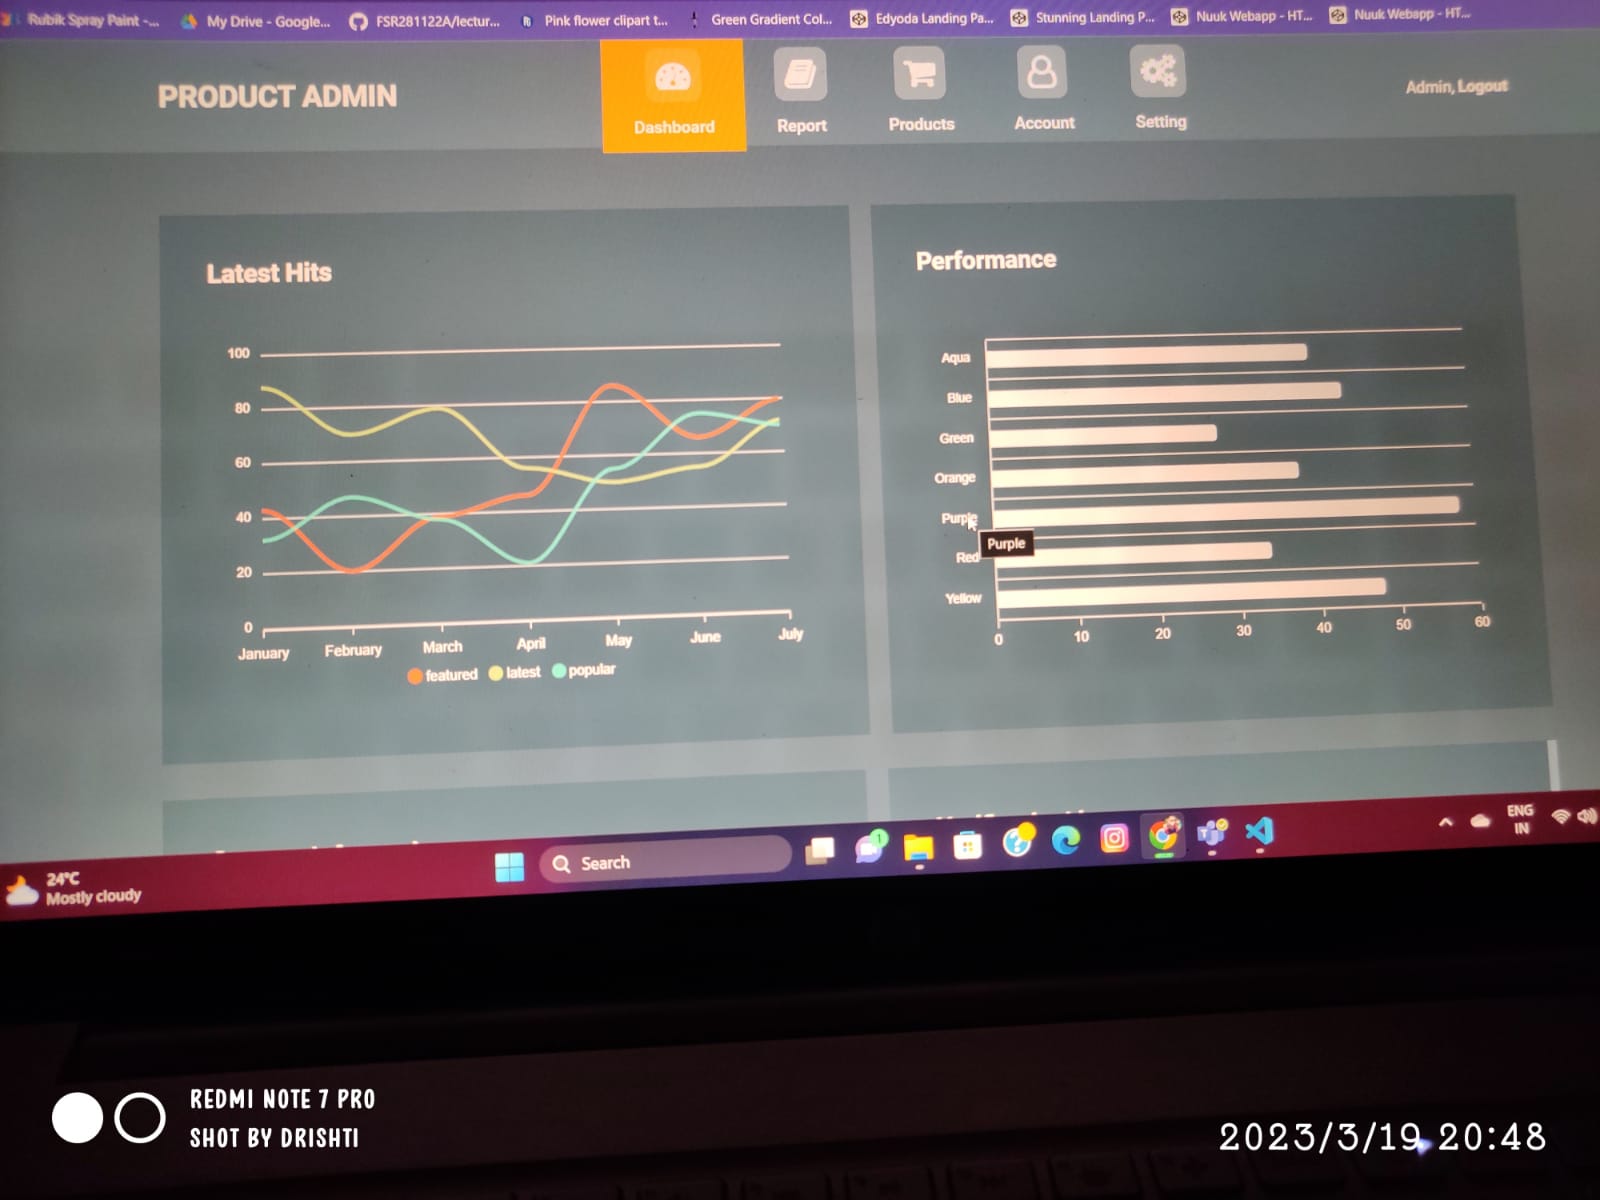 Rubik Spray Paint -...
My Drive - Google...
FSR281122A/lectur...
Pink flower clipart t...
Green Gradient Col...
Edyoda Landing Pa...
Stunning Landing P...
Nuuk Webapp - HT...
Nuuk Webapp - HT...
PRODUCT ADMIN
Dashboard
Report
Products
Account
Setting
Admin, Logout
Latest Hits
100
80
60
40
20
0
January February March April May June July
featured latest popular
Performance
Aqua
Blue
Green
Orange
Purple
Purple
Red
Yellow
0 10 20 30 40 50 60
24°C
Mostly cloudy
Search
1
ENG
IN
REDMI NOTE 7 PRO
SHOT BY DRISHTI
2023/3/19 20:48